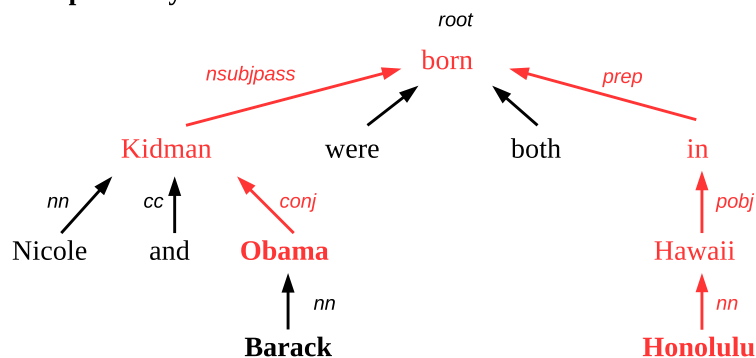 root
born
nsubjpass prep
Kidman were both in
nn cc conj pobj
Nicole and Obama Hawaii
nn nn
Barack Honolulu